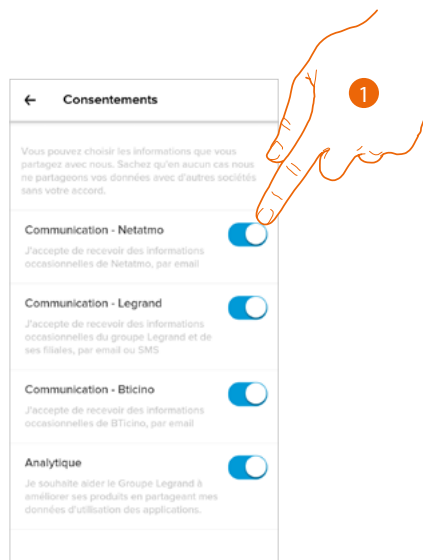 1
← Consentements
Vous pouvez choisir les informations que vous
partagez avec nous. Sachez qu'en aucun cas nous
ne partageons vos données avec d'autres sociétés
sans votre accord.
Communication - Netatmo
J'accepte de recevoir des informations
occasionnelles de Netatmo, par email
Communication - Legrand
J'accepte de recevoir des informations
occasionnelles du groupe Legrand et de
ses filiales, par email ou SMS
Communication - Bticino
J'accepte de recevoir des informations
occasionnelles de BTicino, par email
Analytique
Je souhaite aider le Groupe Legrand à
améliorer ses produits en partageant mes
données d'utilisation des applications.